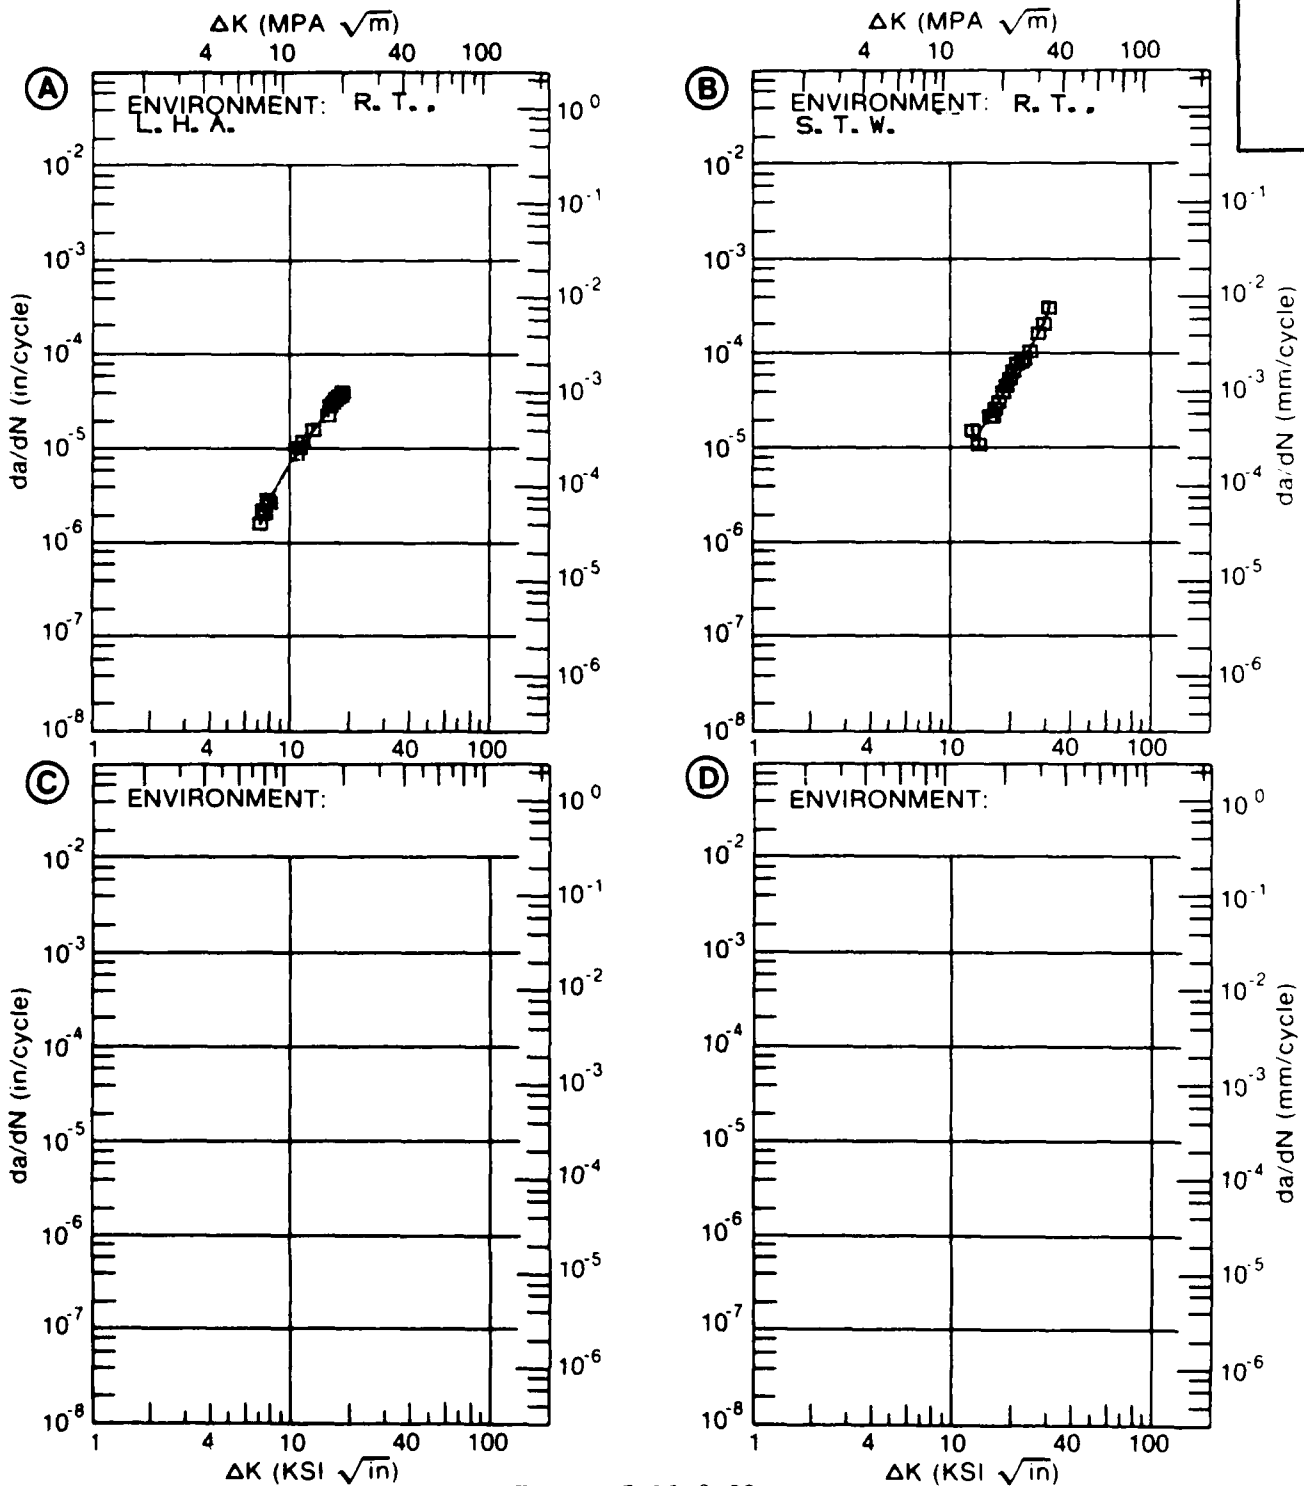 ΔK (MPA √m)
4 10 40 100
A
ENVIRONMENT: R. T. ,
L. H. A.
10^0
10^-2
10^-1
10^-3
10^-2
10^-4
10^-3
10^-5
10^-4
10^-6
10^-5
10^-7
10^-6
10^-8
1 4 10 40 100
da/dN (in/cycle)
ΔK (MPA √m)
4 10 40 100
B
ENVIRONMENT: R. T. ,
S. T. W.
10^-2
10^-1
10^-3
10^-2
10^-4
10^-3
10^-5
10^-4
10^-6
10^-5
10^-7
10^-6
10^-8
1 4 10 40 100
da/dN (mm/cycle)
C
ENVIRONMENT:
10^0
10^-2
10^-1
10^-3
10^-2
10^-4
10^-3
10^-5
10^-4
10^-6
10^-5
10^-7
10^-6
10^-8
1 4 10 40 100
da/dN (in/cycle)
ΔK (KSI √in)
D
ENVIRONMENT:
10^0
10^-2
10^-1
10^-3
10^-2
10^-4
10^-3
10^-5
10^-4
10^-6
10^-5
10^-7
10^-6
10^-8
1 4 10 40 100
da/dN (mm/cycle)
ΔK (KSI √in)